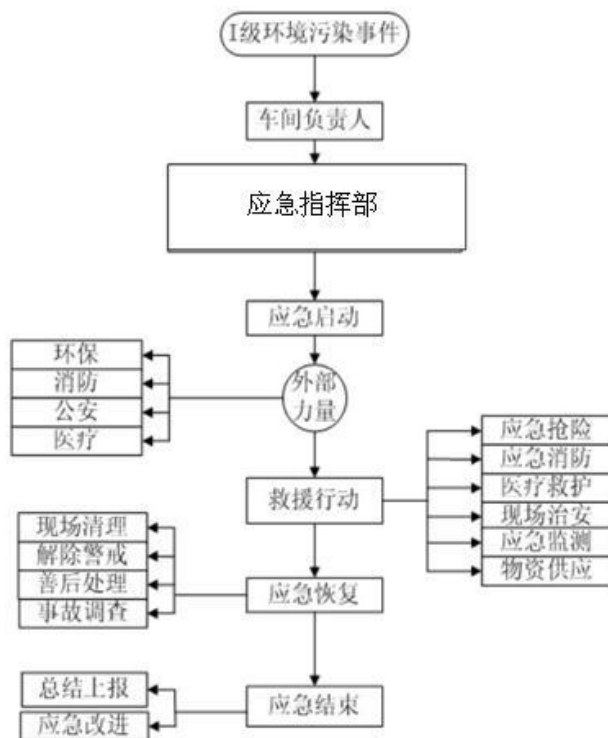 I级环境污染事件
车间负责人
应急指挥部
应急启动
外部
力量
环保
消防
公安
医疗
救援行动
应急抢险
应急消防
医疗救护
现场治安
应急监测
物资供应
应急恢复
现场清理
解除警戒
善后处理
事故调查
应急结束
总结上报
应急改进